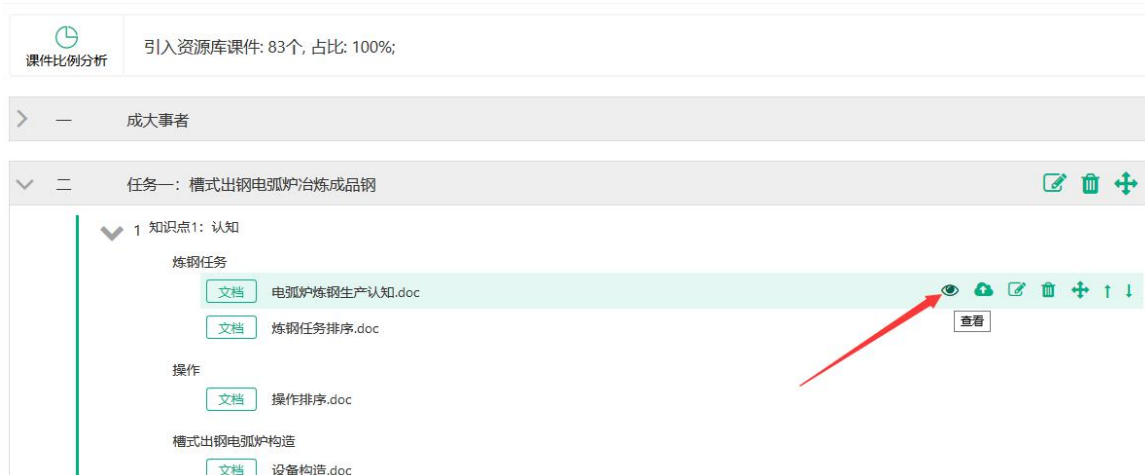 课件比例分析
引入资源库课件: 83个, 占比: 100%;
一 成大事者
二 任务一：槽式出钢电弧炉冶炼成品钢
1 知识点1：认知
炼钢任务
文档 电弧炉炼钢生产认知.doc
查看
文档 炼钢任务排序.doc
操作
文档 操作排序.doc
槽式出钢电弧炉构造
文档 设备构造.doc